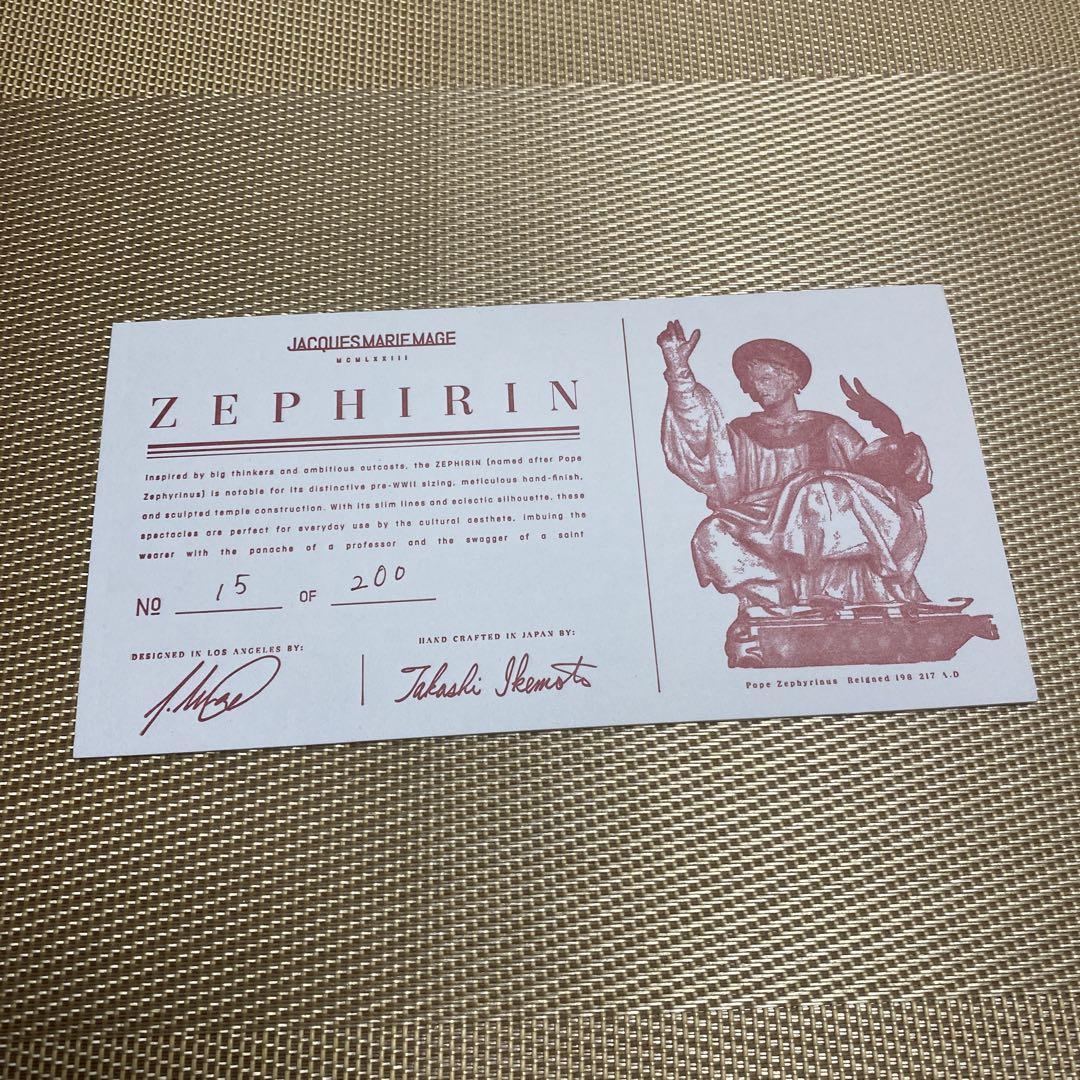 JACQUES MARIE MAGE
MCMLXXIII
ZEPHIRIN
Inspired by big thinkers and ambitious outcasts, the ZEPHIRIN (named after Pope
Zephyrinus) is notable for its distinctive pre-WWII sizing, meticulous hand-finish,
and sculpted temple construction. With its slim lines and eclectic silhouette, these
spectacles are perfect for everyday use by the cultural aesthete, imbuing the
wearer with the panache of a professor and the swagger of a saint
Nº 15 OF 200
DESIGNED IN LOS ANGELES BY:
J. Mage
HAND CRAFTED IN JAPAN BY:
Takashi Ikemoto
Pope Zephyrinus Reigned 198 217 A.D